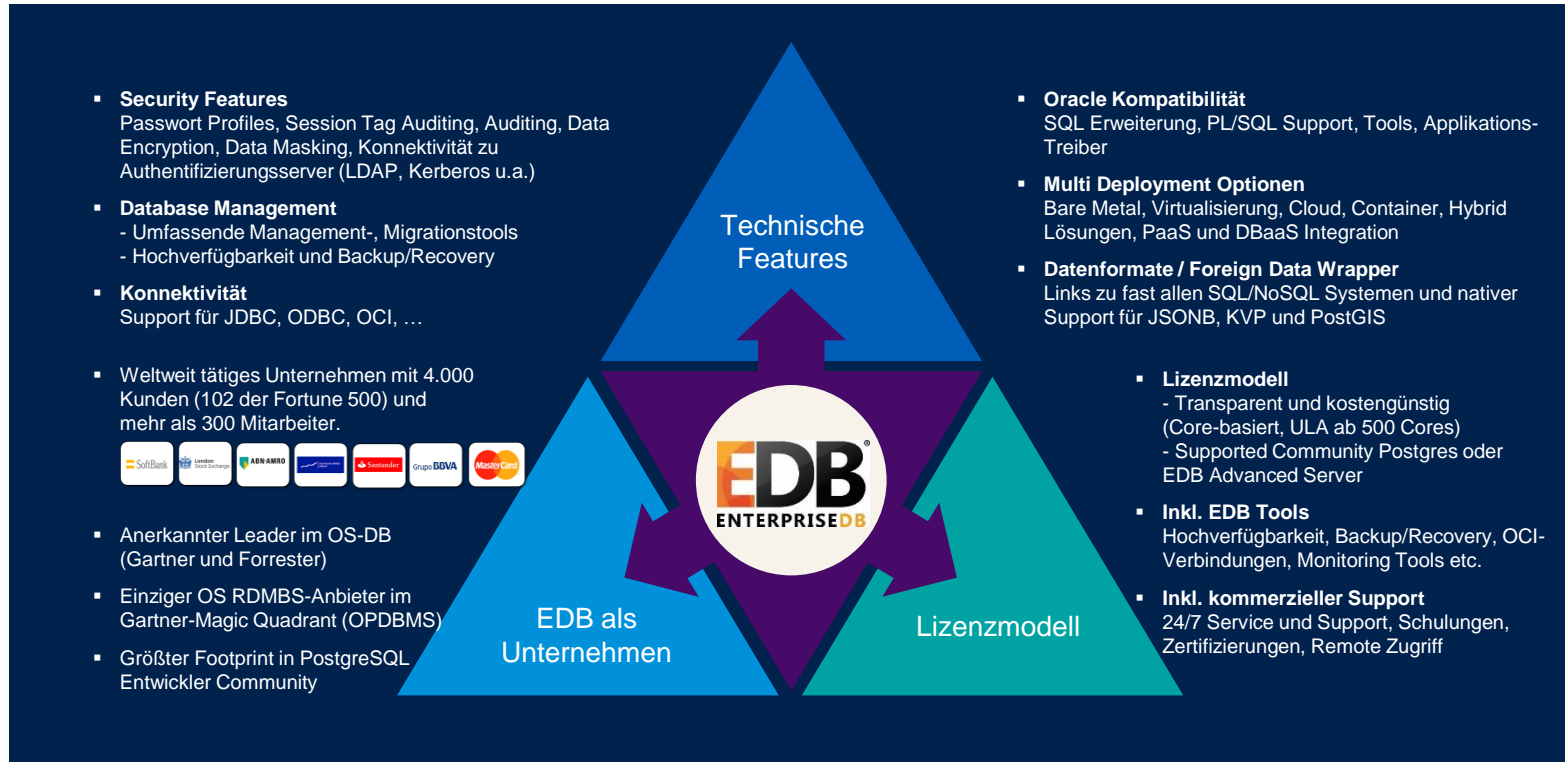 ▪ Security Features
Passwort Profiles, Session Tag Auditing, Auditing, Data
Encryption, Data Masking, Konnektivität zu
Authentifizierungsserver (LDAP, Kerberos u.a.)
▪ Database Management
- Umfassende Management-, Migrationstools
- Hochverfügbarkeit und Backup/Recovery
▪ Konnektivität
Support für JDBC, ODBC, OCI, …
▪ Weltweit tätiges Unternehmen mit 4.000
Kunden (102 der Fortune 500) und
mehr als 300 Mitarbeiter.
SoftBank
London
Stock Exchange
ABN·AMRO
Santander
Grupo BBVA
MasterCard
▪ Anerkannter Leader im OS-DB
(Gartner und Forrester)
▪ Einziger OS RDMBS-Anbieter im
Gartner-Magic Quadrant (OPDBMS)
▪ Größter Footprint in PostgreSQL
Entwickler Community
Technische
Features
EDB
ENTERPRISEDB
EDB als
Unternehmen
Lizenzmodell
▪ Oracle Kompatibilität
SQL Erweiterung, PL/SQL Support, Tools, Applikations-
Treiber
▪ Multi Deployment Optionen
Bare Metal, Virtualisierung, Cloud, Container, Hybrid
Lösungen, PaaS und DBaaS Integration
▪ Datenformate / Foreign Data Wrapper
Links zu fast allen SQL/NoSQL Systemen und nativer
Support für JSONB, KVP und PostGIS
▪ Lizenzmodell
- Transparent und kostengünstig
(Core-basiert, ULA ab 500 Cores)
- Supported Community Postgres oder
EDB Advanced Server
▪ Inkl. EDB Tools
Hochverfügbarkeit, Backup/Recovery, OCI-
Verbindungen, Monitoring Tools etc.
▪ Inkl. kommerzieller Support
24/7 Service und Support, Schulungen,
Zertifizierungen, Remote Zugriff